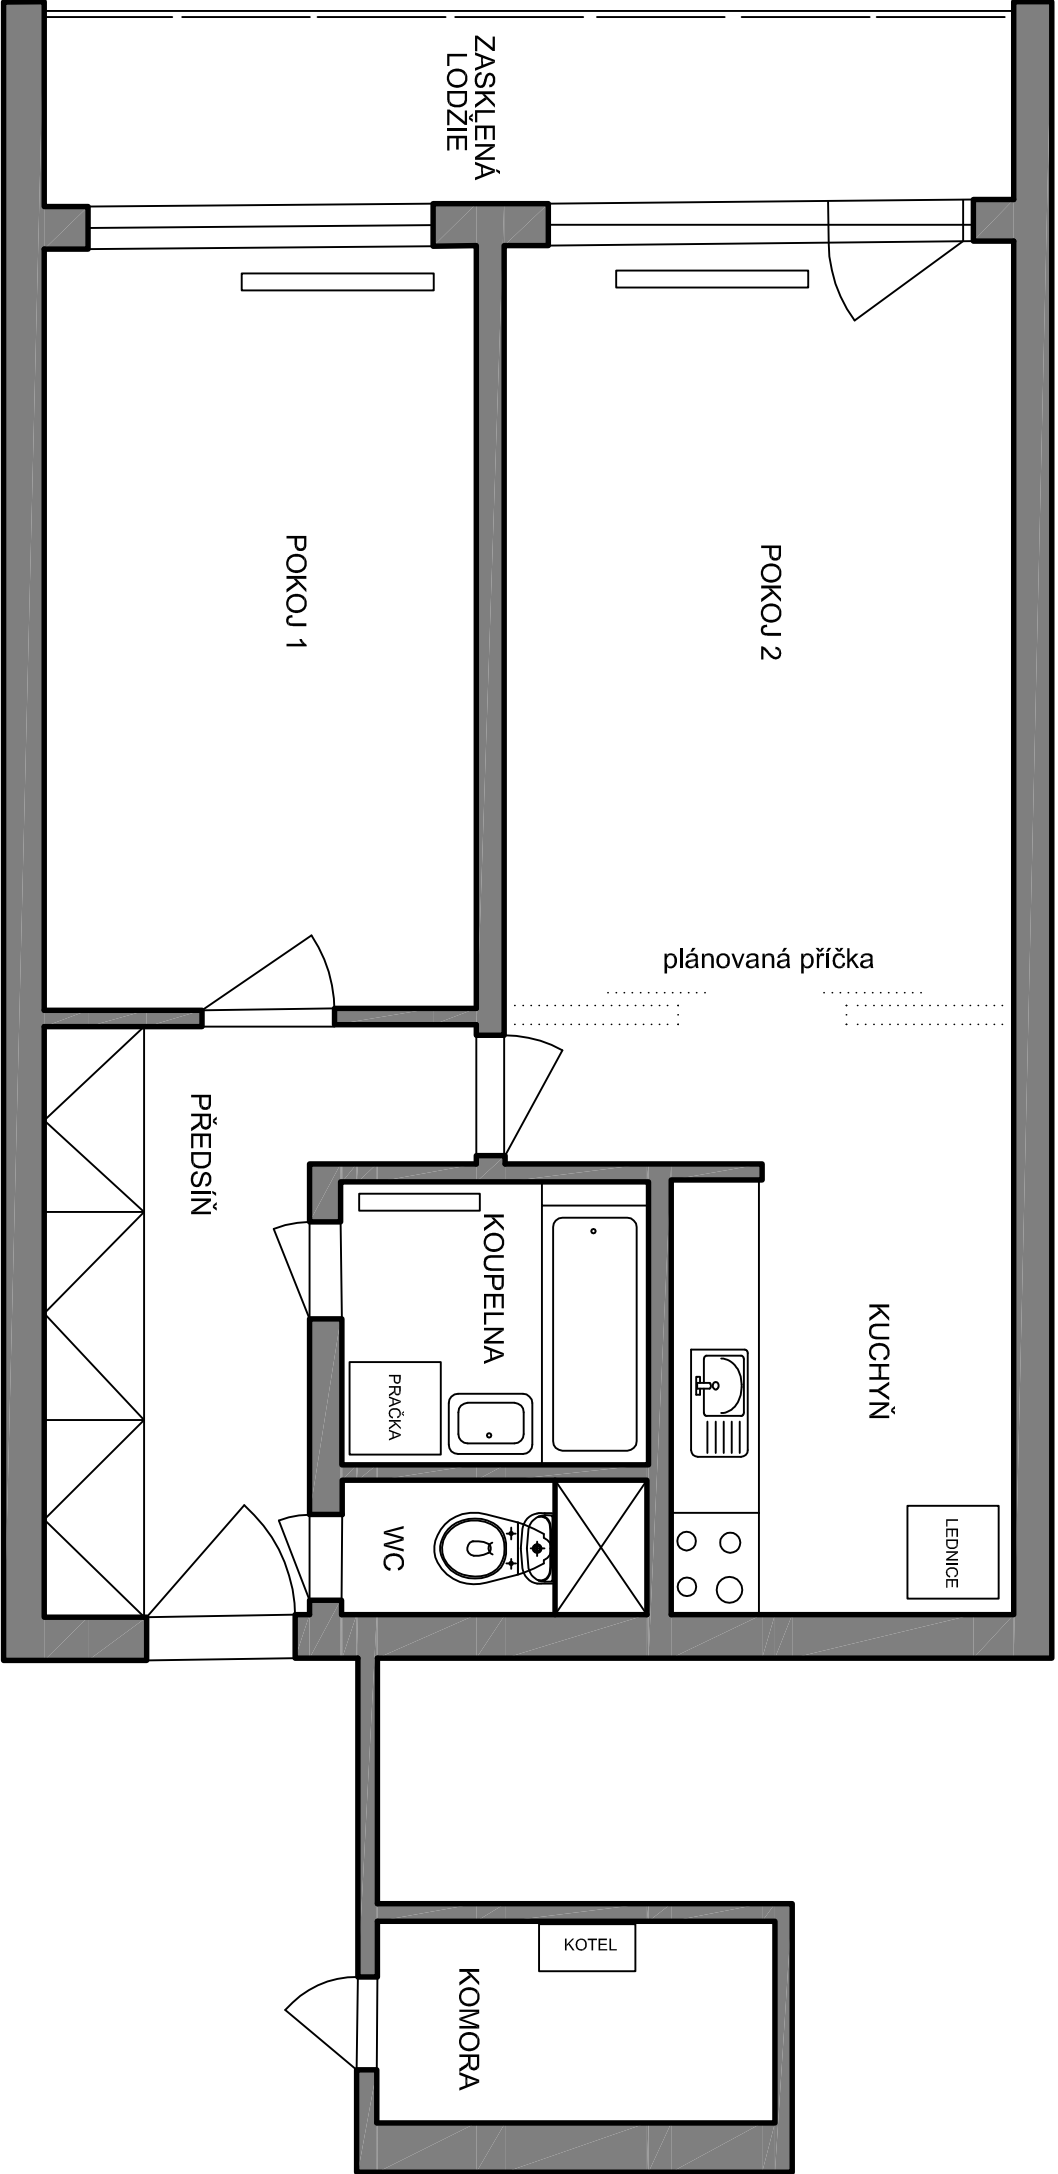 ZASKLENÁ
LODŽIE
POKOJ 1
POKOJ 2
plánovaná příčka
PŘEDSÍŇ
KOUPELNA
PRAČKA
KUCHYŇ
LEDNICE
WC
KOTEL
KOMORA